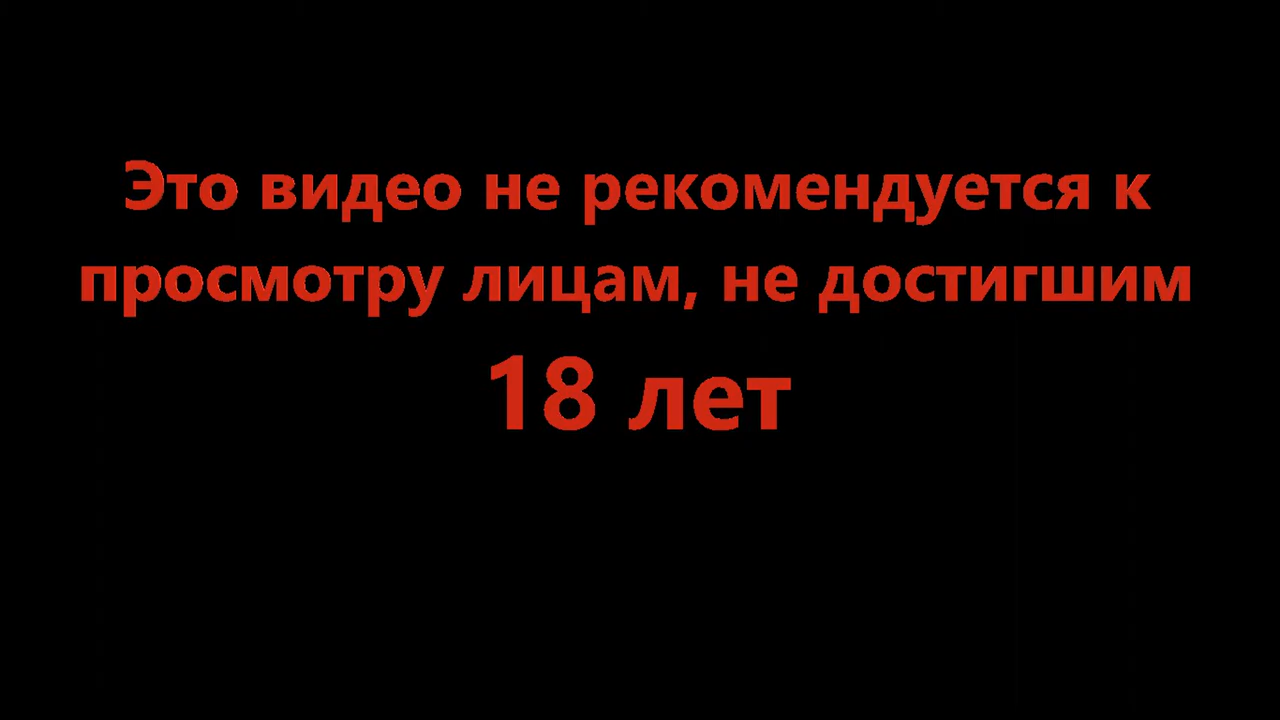 Это видео не рекомендуется к
просмотру лицам, не достигшим
18 лет